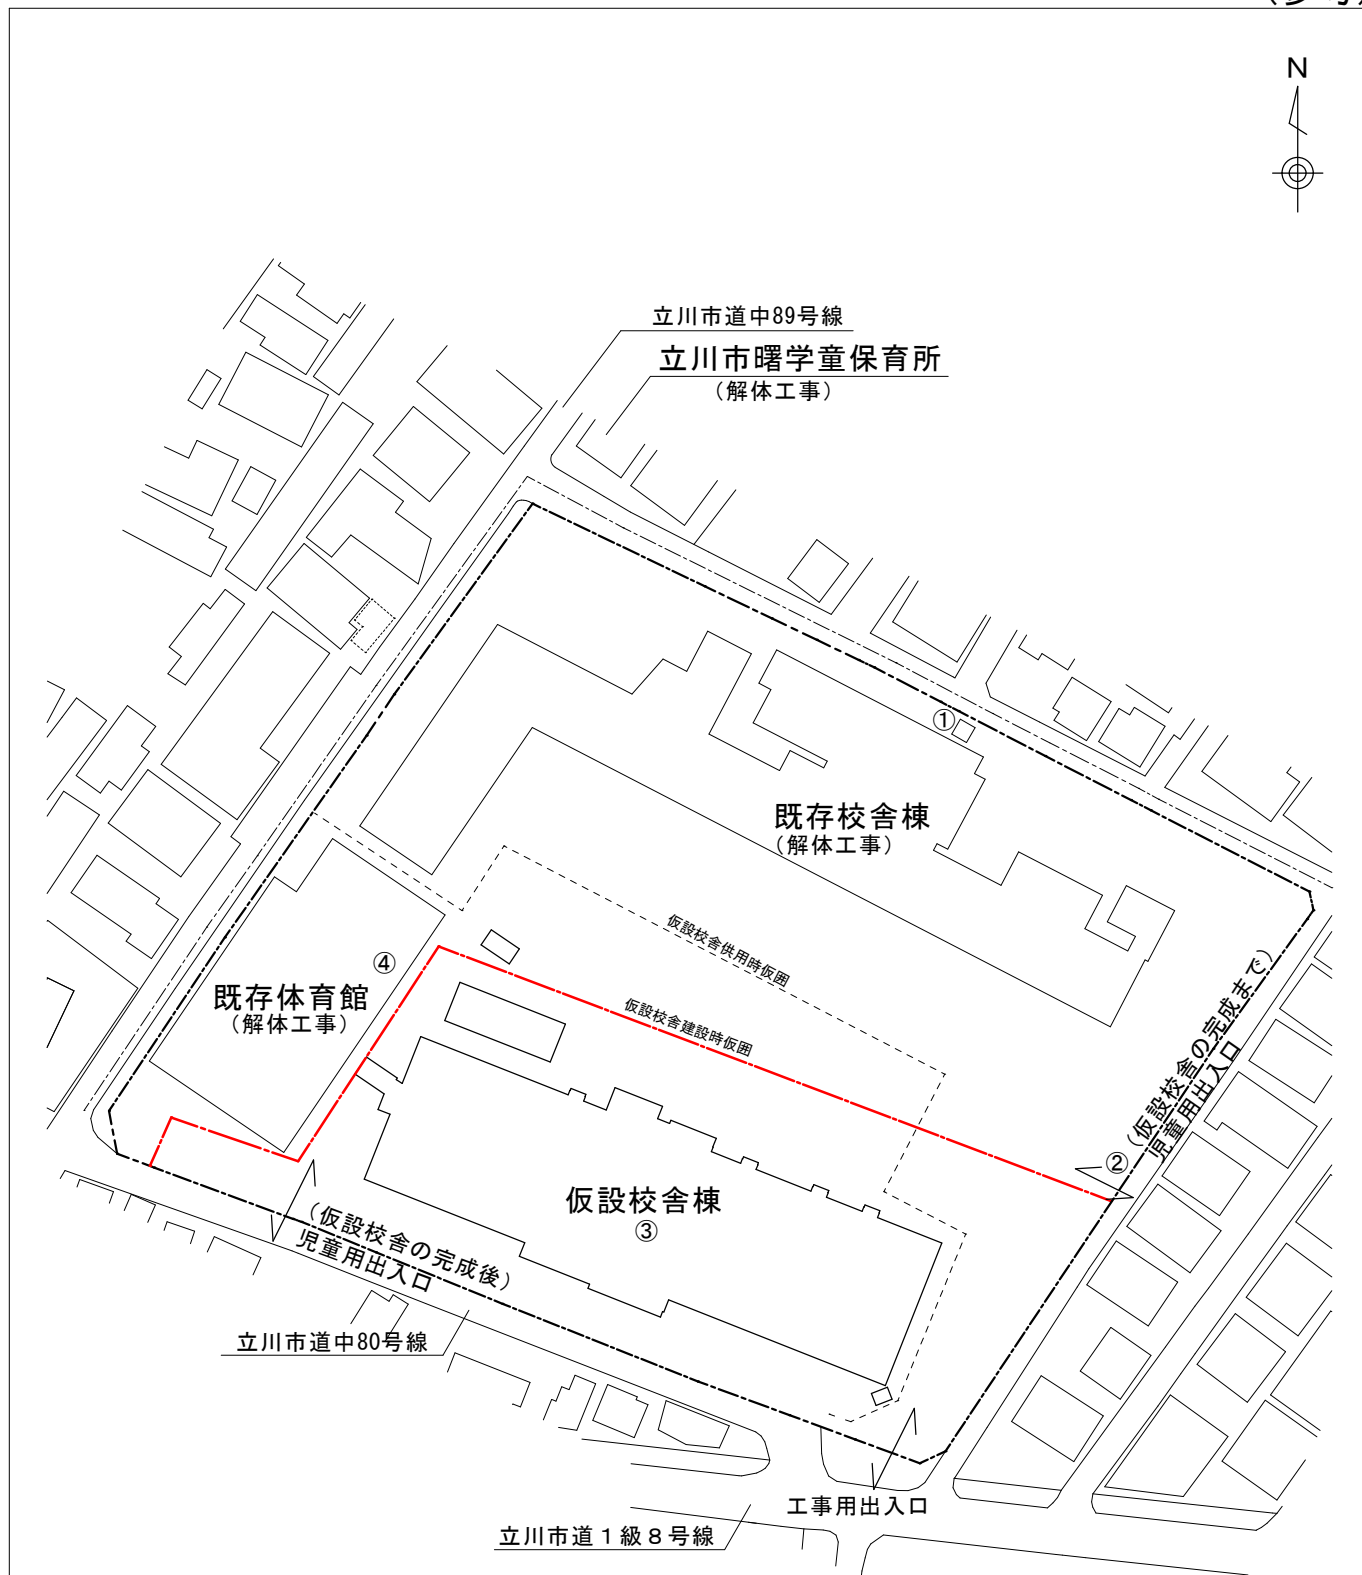 N
立川市道中89号線
立川市曙学童保育所
（解体工事）
①
既存校舎棟
（解体工事）
仮設校舎供用時仮囲
④
既存体育館
（解体工事）
仮設校舎建設時仮囲
（仮設校舎の完成まで）
児童用出入口
②
仮設校舎棟
③
（仮設校舎の完成後）
児童用出入口
立川市道中80号線
工事用出入口
立川市道１級８号線